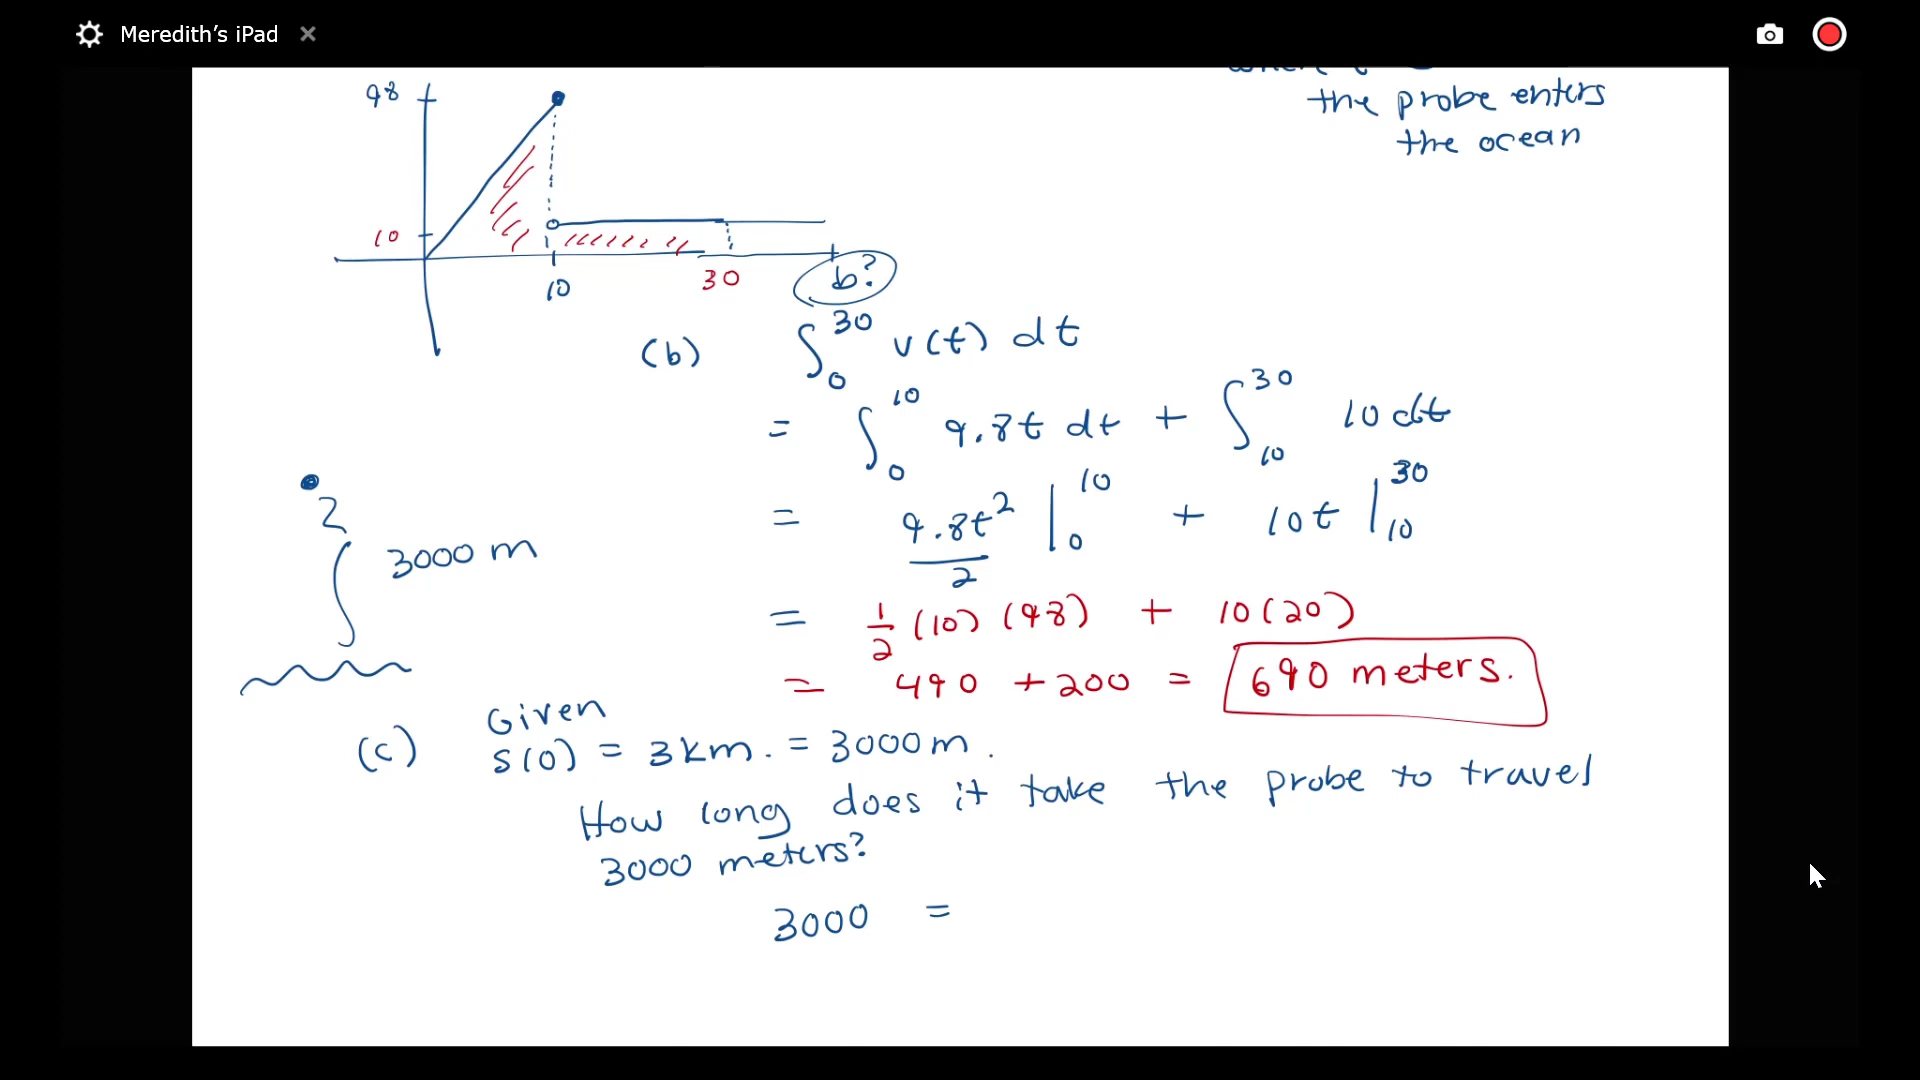 Meredith's iPad
the probe enters
the ocean
98
10
10
30
b?
(b) ∫₀³⁰ v(t) dt
= ∫₀¹⁰ 9.8t dt + ∫₁₀³⁰ 10 dt
= 9.8t²/2 |₀¹⁰ + 10t |₁₀³⁰
3000 m
= 1/2 (10) (98) + 10(20)
= 490 + 200 = 690 meters.
(c) Given
s(0) = 3km. = 3000m.
How long does it take the probe to travel
3000 meters?
3000 =